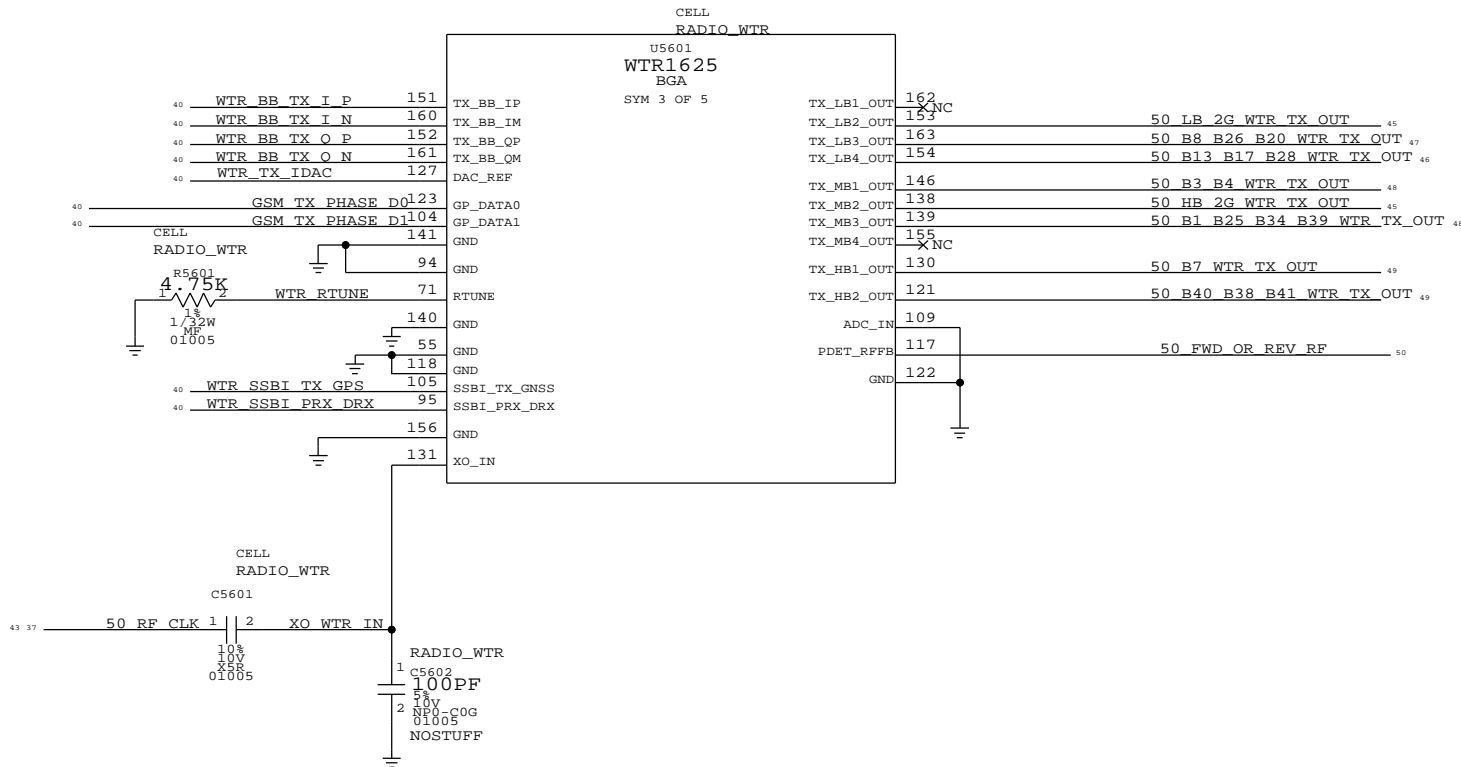 CELL
RADIO_WTR
U5601
WTR1625
BGA
SYM 3 OF 5
40 WTR_BB_TX_I_P 151 TX_BB_IP
40 WTR_BB_TX_I_N 160 TX_BB_IM
40 WTR_BB_TX_Q_P 152 TX_BB_QP
40 WTR_BB_TX_Q_N 161 TX_BB_QM
40 WTR_TX_IDAC 127 DAC_REF
40 GSM_TX_PHASE_D0 123 GP_DATA0
40 GSM_TX_PHASE_D1 104 GP_DATA1
141 GND
94 GND
CELL
RADIO_WTR
R5601
4.75K
1 2 WTR_RTUNE 71 RTUNE
1%
1/32W
MF
01005
140 GND
55 GND
118 GND
40 WTR_SSBI_TX_GPS 105 SSBI_TX_GNSS
40 WTR_SSBI_PRX_DRX 95 SSBI_PRX_DRX
156 GND
131 XO_IN
TX_LB1_OUT 162 NC
TX_LB2_OUT 153 50_LB_2G_WTR_TX_OUT 45
TX_LB3_OUT 163 50_B8_B26_B20_WTR_TX_OUT 47
TX_LB4_OUT 154 50_B13_B17_B28_WTR_TX_OUT 46
TX_MB1_OUT 146 50_B3_B4_WTR_TX_OUT 48
TX_MB2_OUT 138 50_HB_2G_WTR_TX_OUT 45
TX_MB3_OUT 139 50_B1_B25_B34_B39_WTR_TX_OUT
TX_MB4_OUT 155 NC
TX_HB1_OUT 130 50_B7_WTR_TX_OUT 49
TX_HB2_OUT 121 50_B40_B38_B41_WTR_TX_OUT 49
ADC_IN 109
PDET_RFFB 117 50_FWD_OR_REV_RF 50
GND 122
CELL
RADIO_WTR
C5601
43 37 50_RF_CLK 1 2 XO_WTR_IN
10%
10V
X5R
01005
RADIO_WTR
1 C5602
100PF
5%
10V
2 NP0-C0G
01005
NOSTUFF